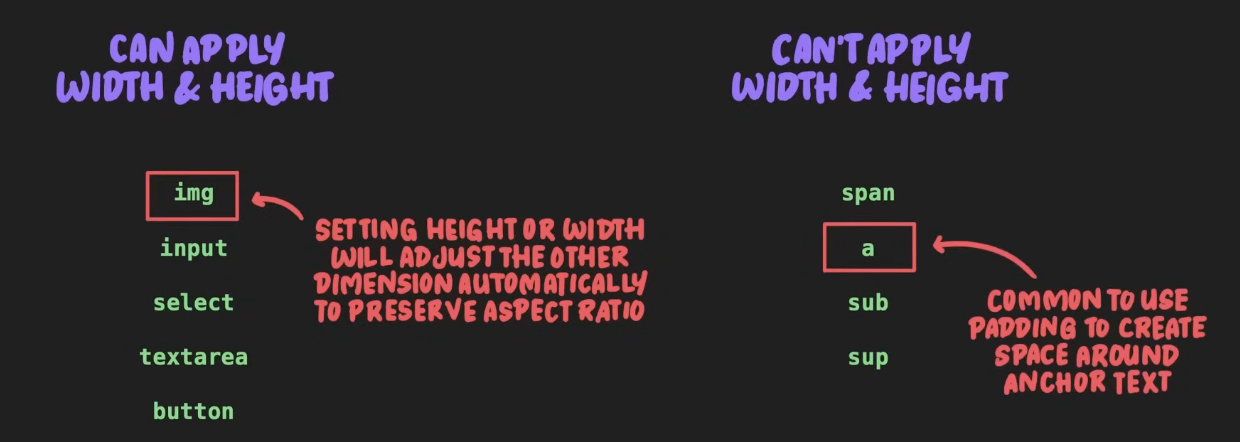 CAN APPLY
WIDTH & HEIGHT
img
input
select
textarea
button
SETTING HEIGHT OR WIDTH
WILL ADJUST THE OTHER
DIMENSION AUTOMATICALLY
TO PRESERVE ASPECT RATIO
CAN'T APPLY
WIDTH & HEIGHT
span
a
sub
sup
COMMON TO USE
PADDING TO CREATE
SPACE AROUND
ANCHOR TEXT